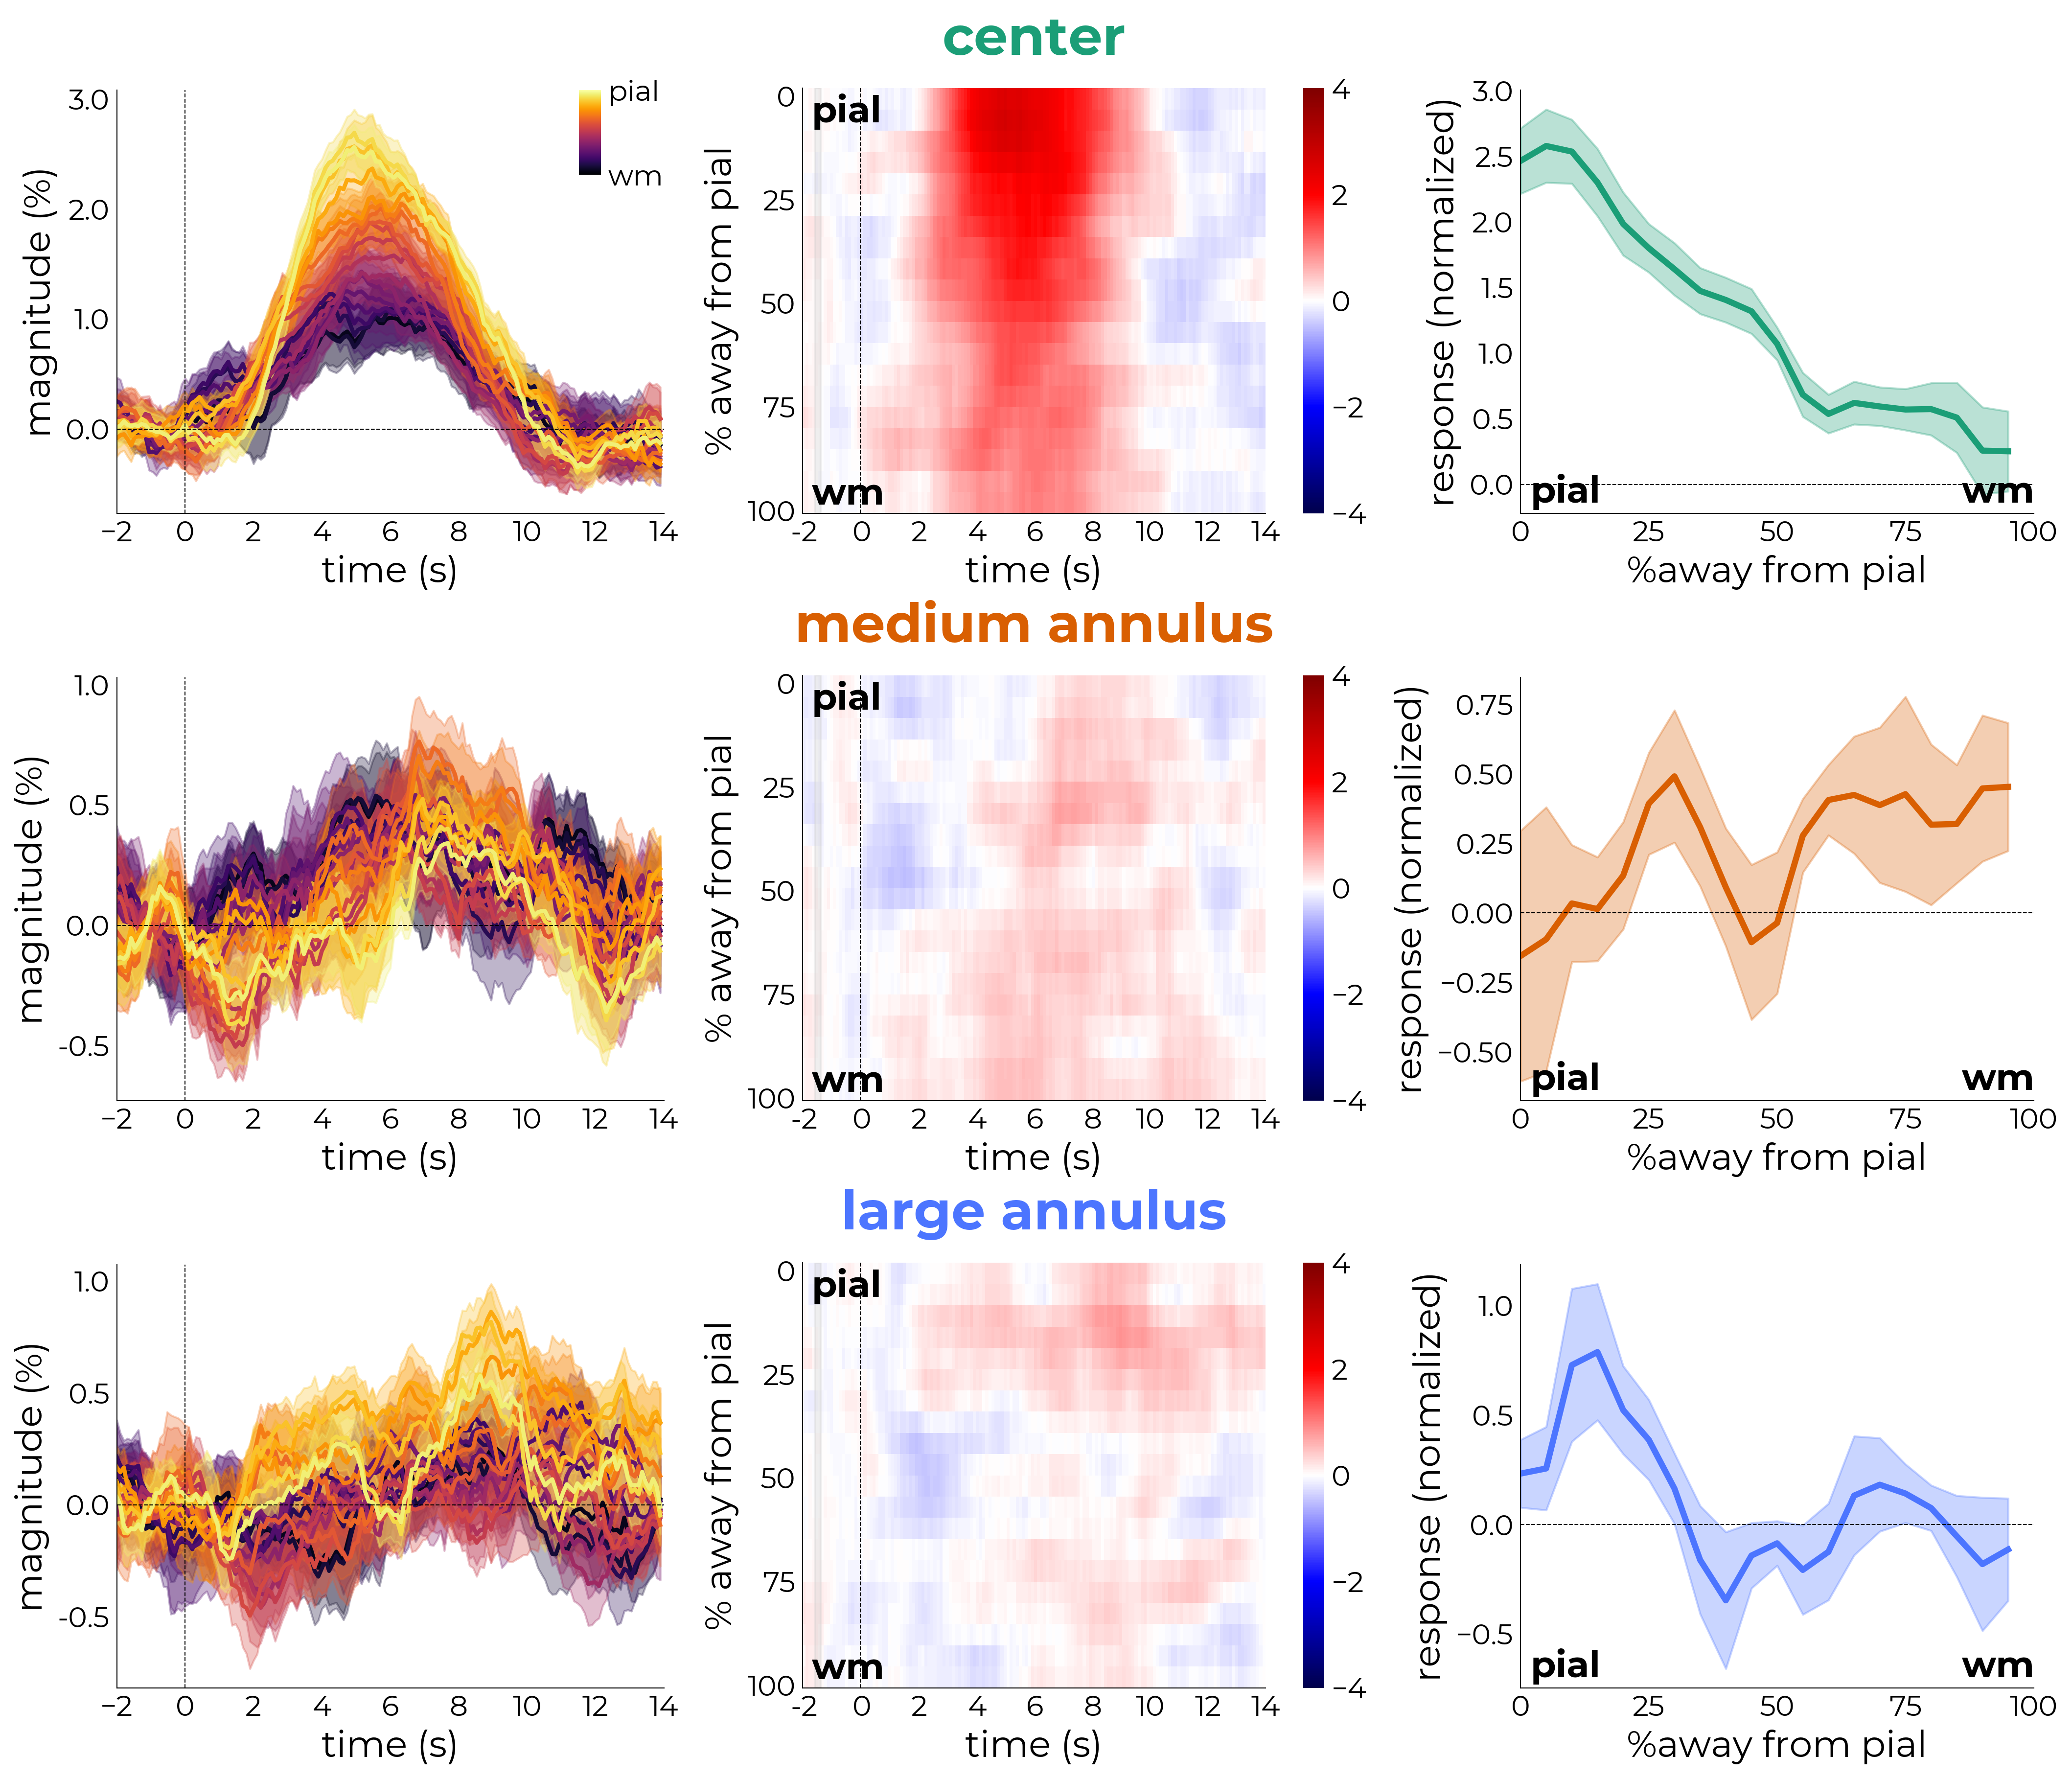 center
magnitude (%)
3.0
2.0
1.0
0.0
-2 0 2 4 6 8 10 12 14
time (s)
pial
wm
% away from pial
0
25
50
75
100
pial
wm
-2 0 2 4 6 8 10 12 14
time (s)
4
2
0
-2
-4
response (normalized)
3.0
2.5
2.0
1.5
1.0
0.5
0.0
pial wm
0 25 50 75 100
%away from pial
medium annulus
magnitude (%)
1.0
0.5
0.0
-0.5
-2 0 2 4 6 8 10 12 14
time (s)
% away from pial
0
25
50
75
100
pial
wm
-2 0 2 4 6 8 10 12 14
time (s)
4
2
0
-2
-4
response (normalized)
0.75
0.50
0.25
0.00
-0.25
-0.50
pial wm
0 25 50 75 100
%away from pial
large annulus
magnitude (%)
1.0
0.5
0.0
-0.5
-2 0 2 4 6 8 10 12 14
time (s)
% away from pial
0
25
50
75
100
pial
wm
-2 0 2 4 6 8 10 12 14
time (s)
4
2
0
-2
-4
response (normalized)
1.0
0.5
0.0
-0.5
pial wm
0 25 50 75 100
%away from pial